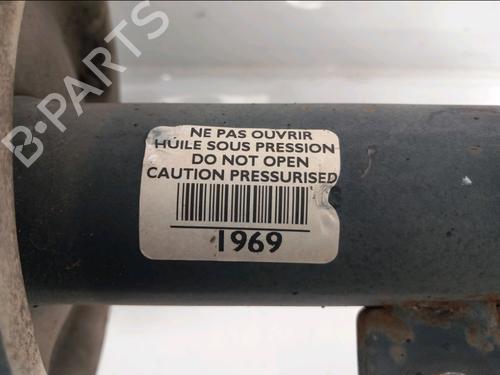 B-PARTS
NE PAS OUVRIR
HUILE SOUS PRESSION
DO NOT OPEN
CAUTION PRESSURISED
1969